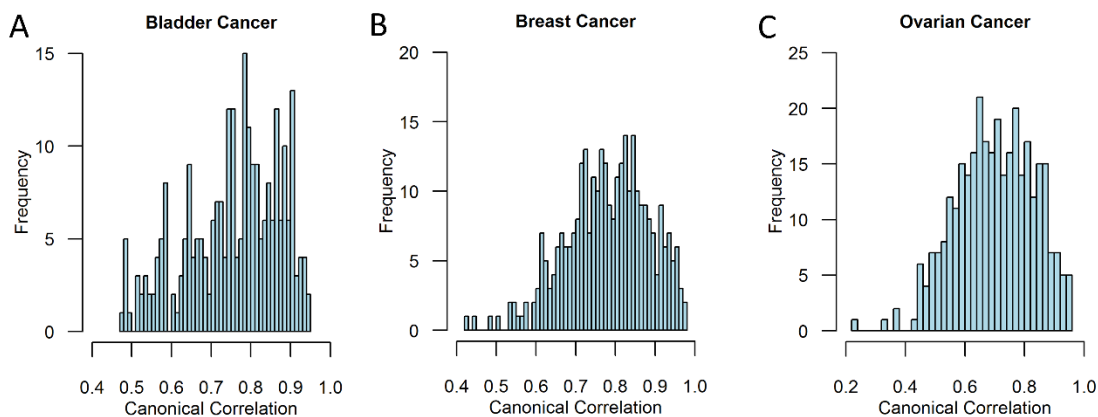 A
Bladder Cancer
Frequency
15
10
5
0
0.4 0.5 0.6 0.7 0.8 0.9 1.0
Canonical Correlation
B
Breast Cancer
Frequency
20
15
10
5
0
0.4 0.5 0.6 0.7 0.8 0.9 1.0
Canonical Correlation
C
Ovarian Cancer
Frequency
25
20
15
10
5
0
0.2 0.4 0.6 0.8 1.0
Canonical Correlation